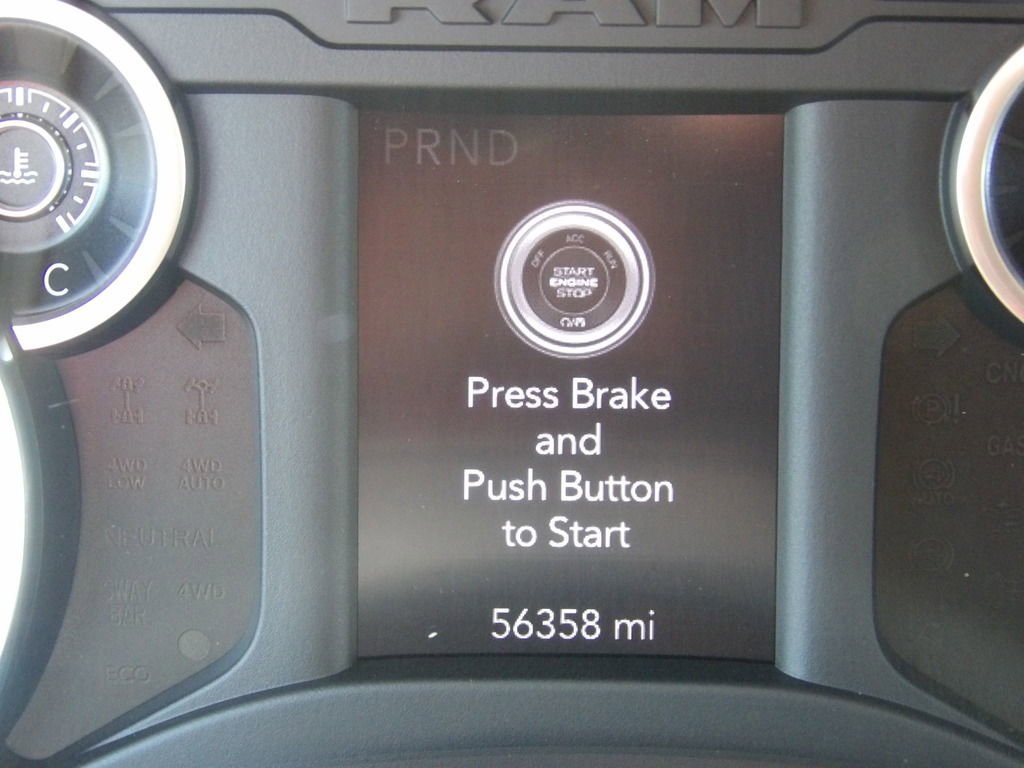 RAM
PRND
OFF ACC RUN
START
ENGINE
STOP
Press Brake
and
Push Button
to Start
56358 mi
C
4WD LOW
4WD AUTO
NEUTRAL
SWAY BAR
4WD
ECO
GAS